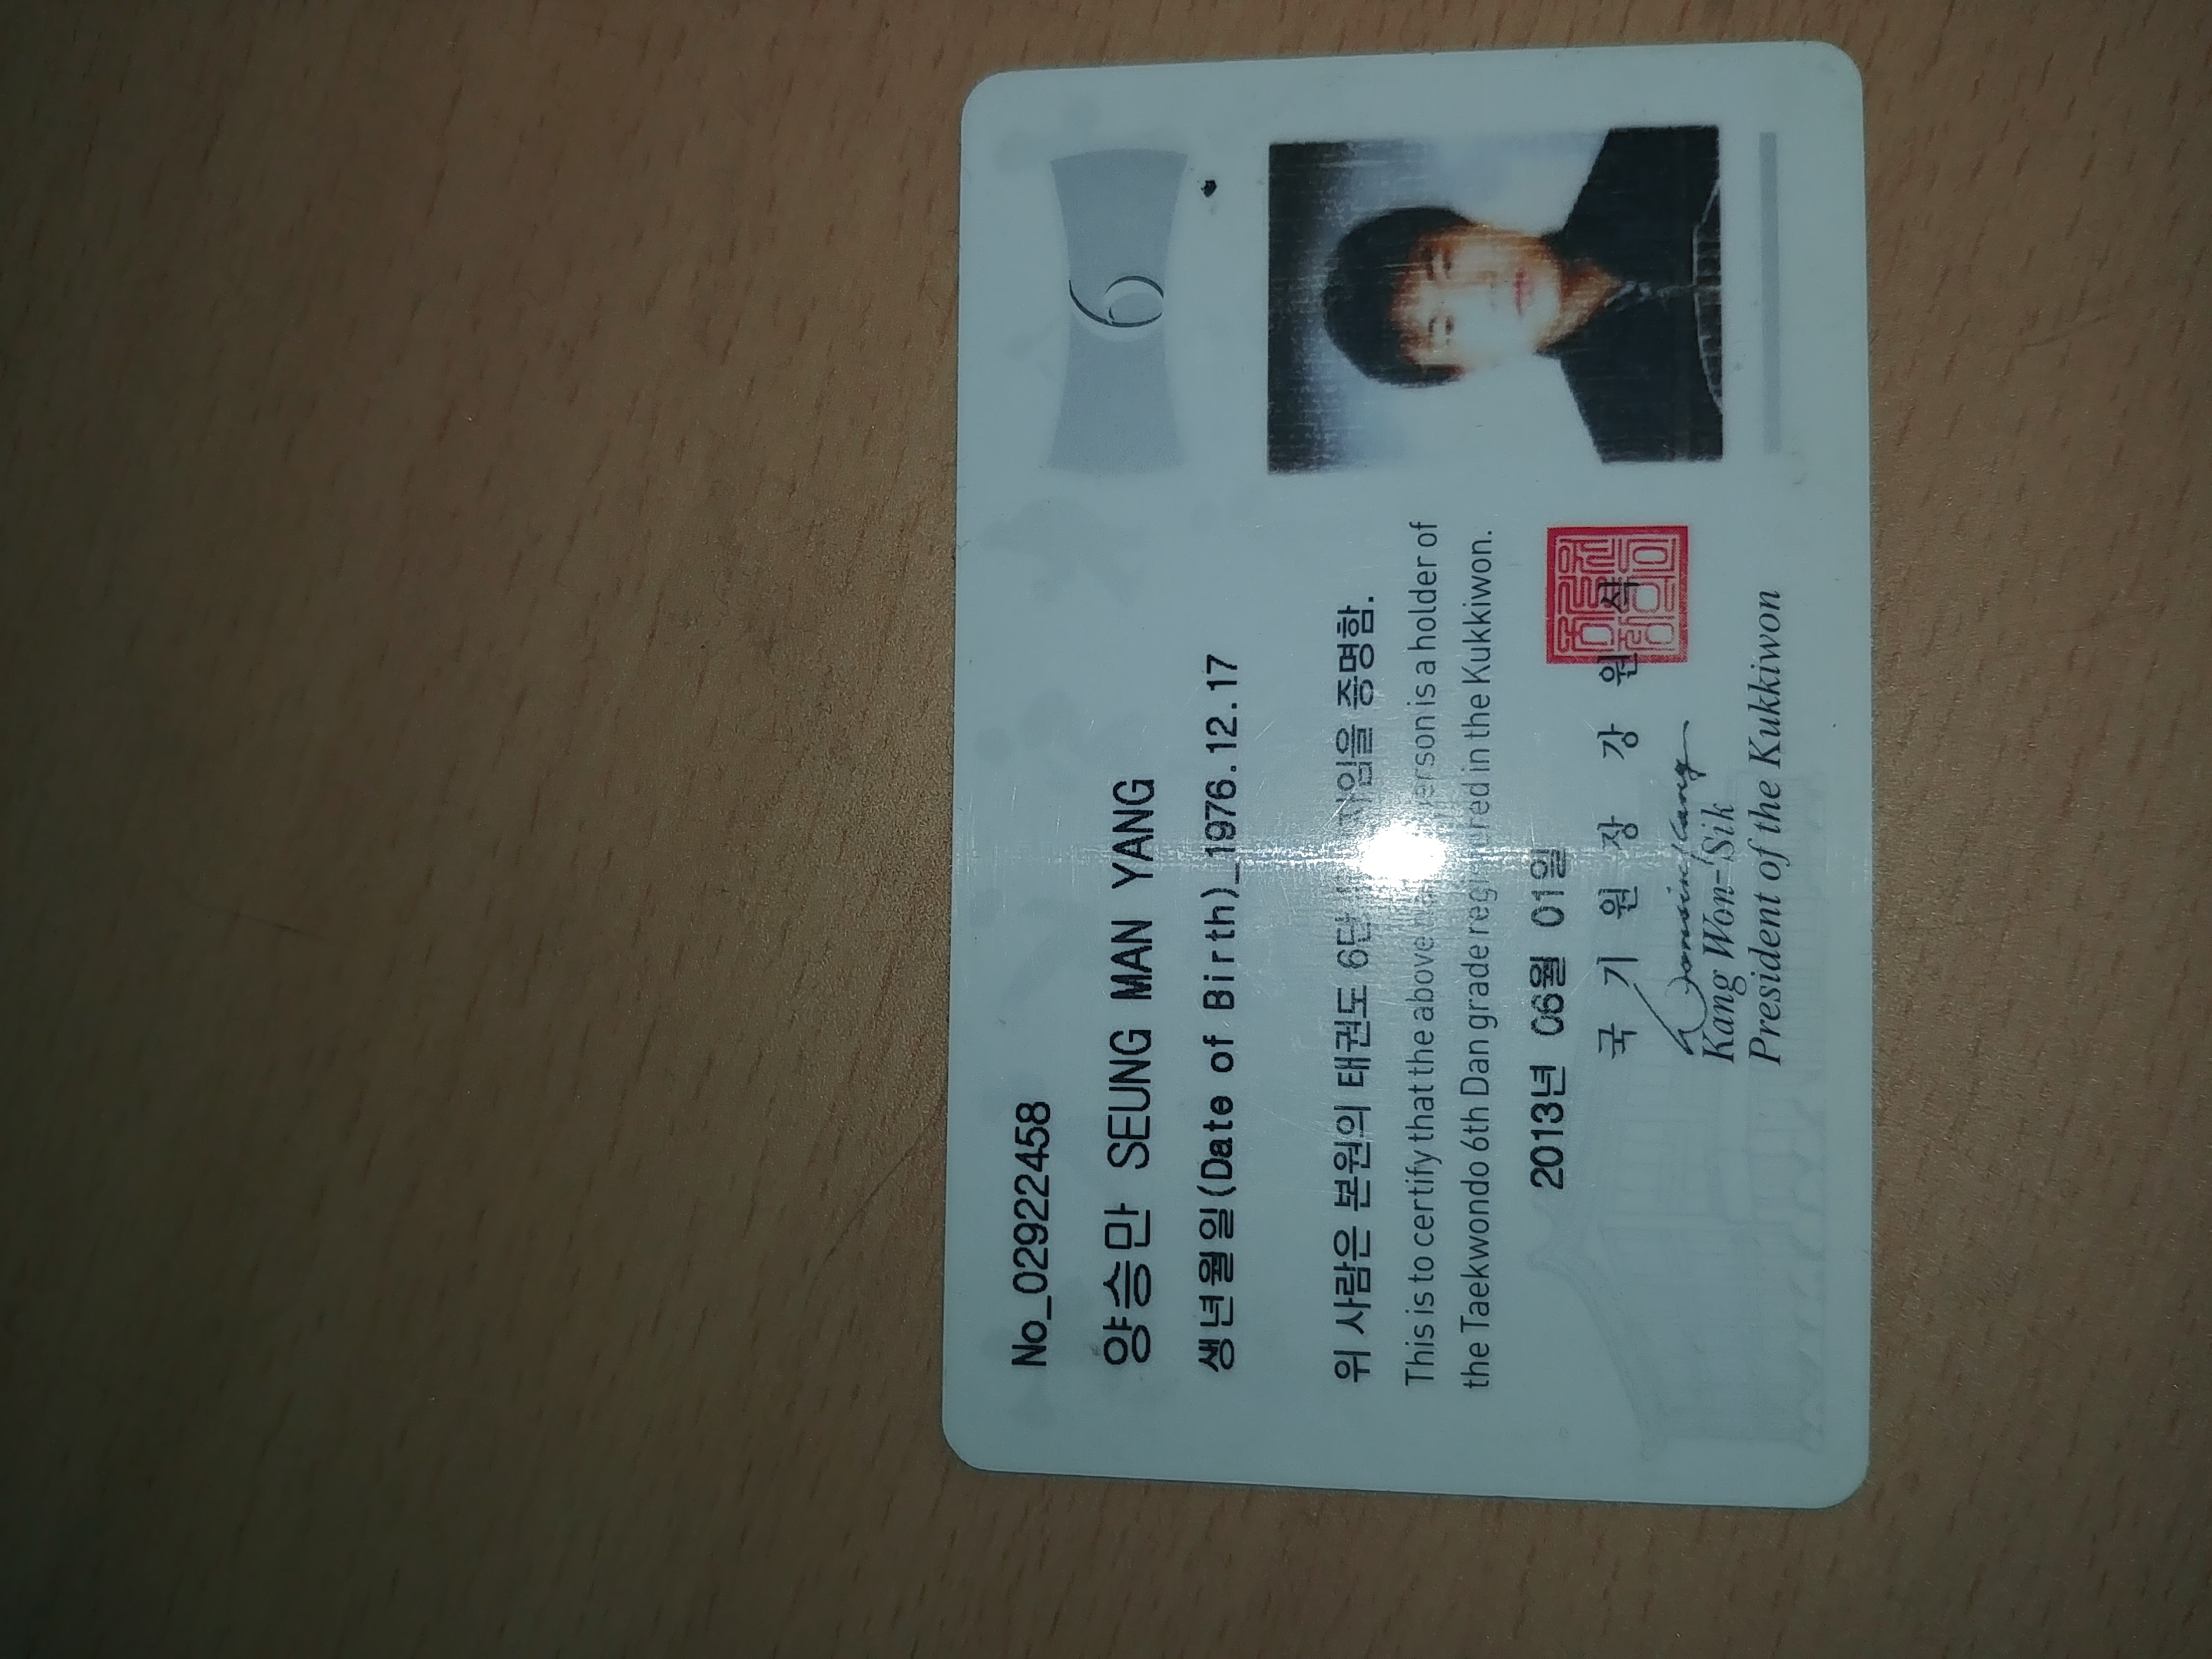 No_02922458
6
양승만 SEUNG MAN YANG
생년월일(Date of Birth)_1976.12.17
위 사람은 본원의 태권도 6단 증명함.
This is to certify that the above person is a holder of
the Taekwondo 6th Dan grade registered in the Kukkiwon.
2013년 06월 01일
국 기 원 장 강 원 식
Kang Won-Sik
President of the Kukkiwon